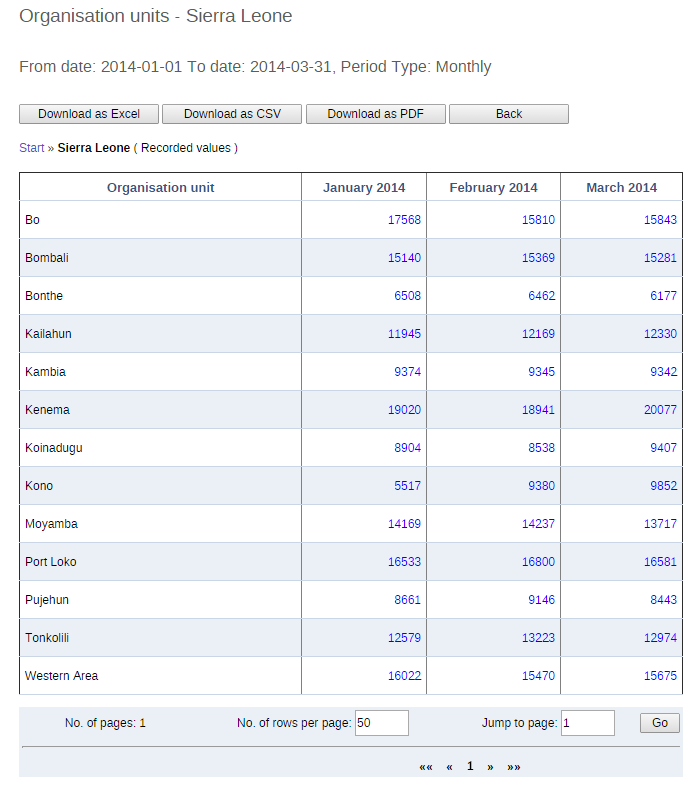 Organisation units - Sierra Leone
From date: 2014-01-01 To date: 2014-03-31, Period Type: Monthly
Download as Excel Download as CSV Download as PDF Back
Start » Sierra Leone ( Recorded values )
Organisation unit January 2014 February 2014 March 2014
Bo 17568 15810 15843
Bombali 15140 15369 15281
Bonthe 6508 6462 6177
Kailahun 11945 12169 12330
Kambia 9374 9345 9342
Kenema 19020 18941 20077
Koinadugu 8904 8538 9407
Kono 5517 9380 9852
Moyamba 14169 14237 13717
Port Loko 16533 16800 16581
Pujehun 8661 9146 8443
Tonkolili 12579 13223 12974
Western Area 16022 15470 15675
No. of pages: 1 No. of rows per page: 50 Jump to page: 1 Go
«« « 1 » »»